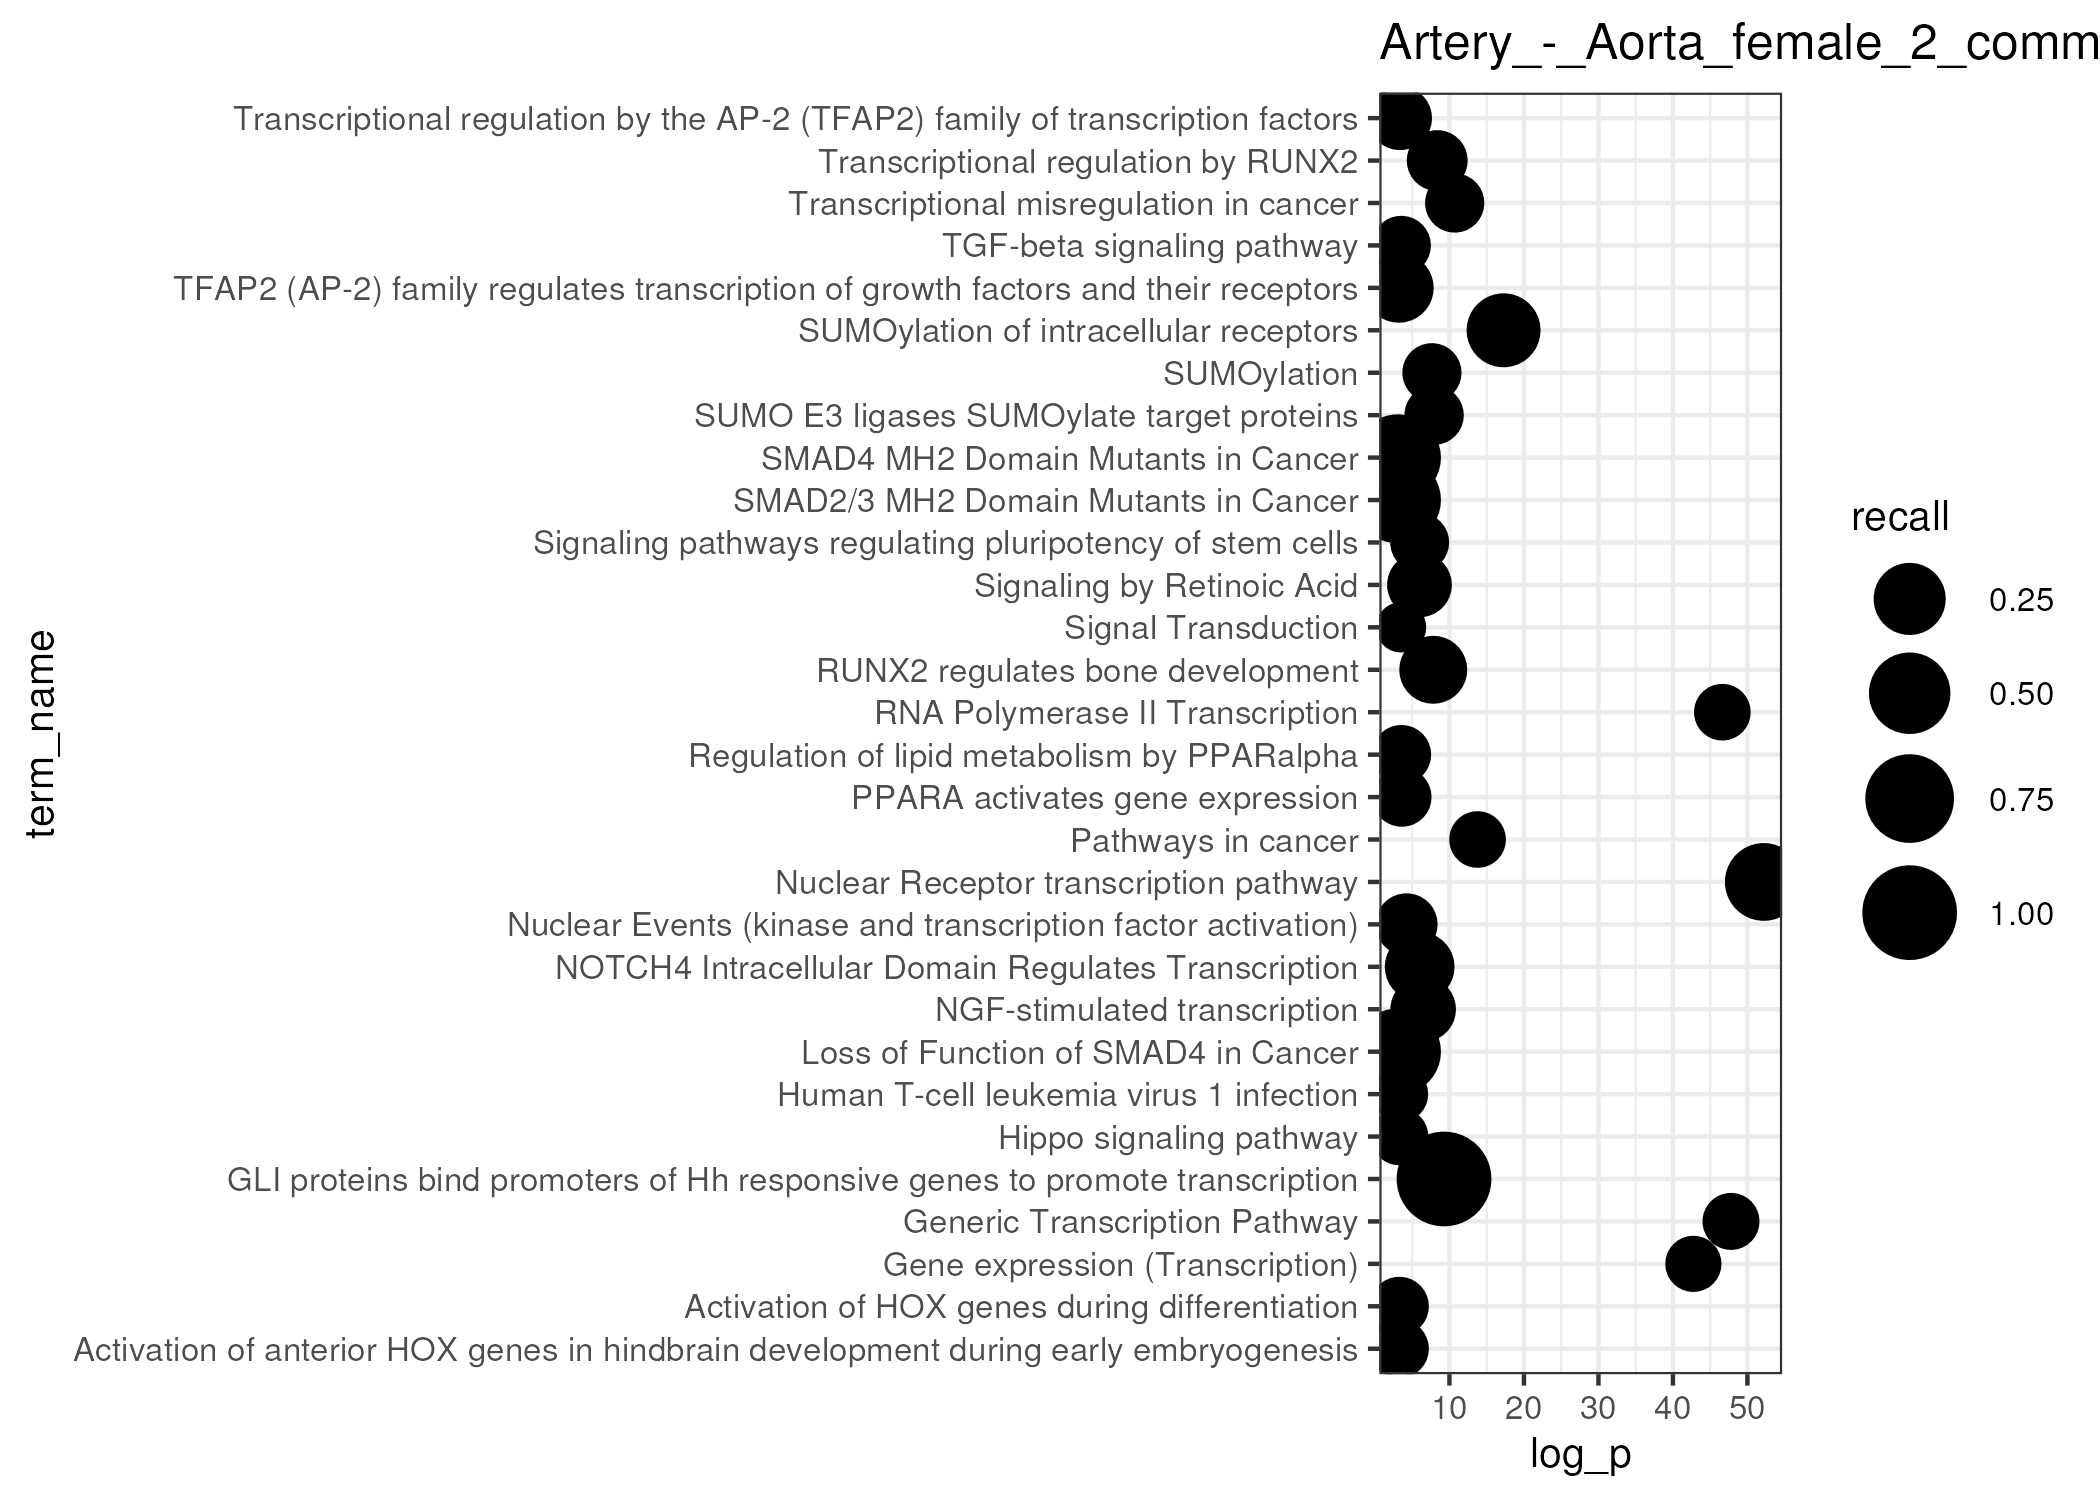 Artery_-_Aorta_female_2_comm
Transcriptional regulation by the AP-2 (TFAP2) family of transcription factors
Transcriptional regulation by RUNX2
Transcriptional misregulation in cancer
TGF-beta signaling pathway
TFAP2 (AP-2) family regulates transcription of growth factors and their receptors
SUMOylation of intracellular receptors
SUMOylation
SUMO E3 ligases SUMOylate target proteins
SMAD4 MH2 Domain Mutants in Cancer
SMAD2/3 MH2 Domain Mutants in Cancer
Signaling pathways regulating pluripotency of stem cells
Signaling by Retinoic Acid
Signal Transduction
RUNX2 regulates bone development
RNA Polymerase II Transcription
Regulation of lipid metabolism by PPARalpha
PPARA activates gene expression
Pathways in cancer
Nuclear Receptor transcription pathway
Nuclear Events (kinase and transcription factor activation)
NOTCH4 Intracellular Domain Regulates Transcription
NGF-stimulated transcription
Loss of Function of SMAD4 in Cancer
Human T-cell leukemia virus 1 infection
Hippo signaling pathway
GLI proteins bind promoters of Hh responsive genes to promote transcription
Generic Transcription Pathway
Gene expression (Transcription)
Activation of HOX genes during differentiation
Activation of anterior HOX genes in hindbrain development during early embryogenesis
term_name
10 20 30 40 50
log_p
recall
0.25
0.50
0.75
1.00